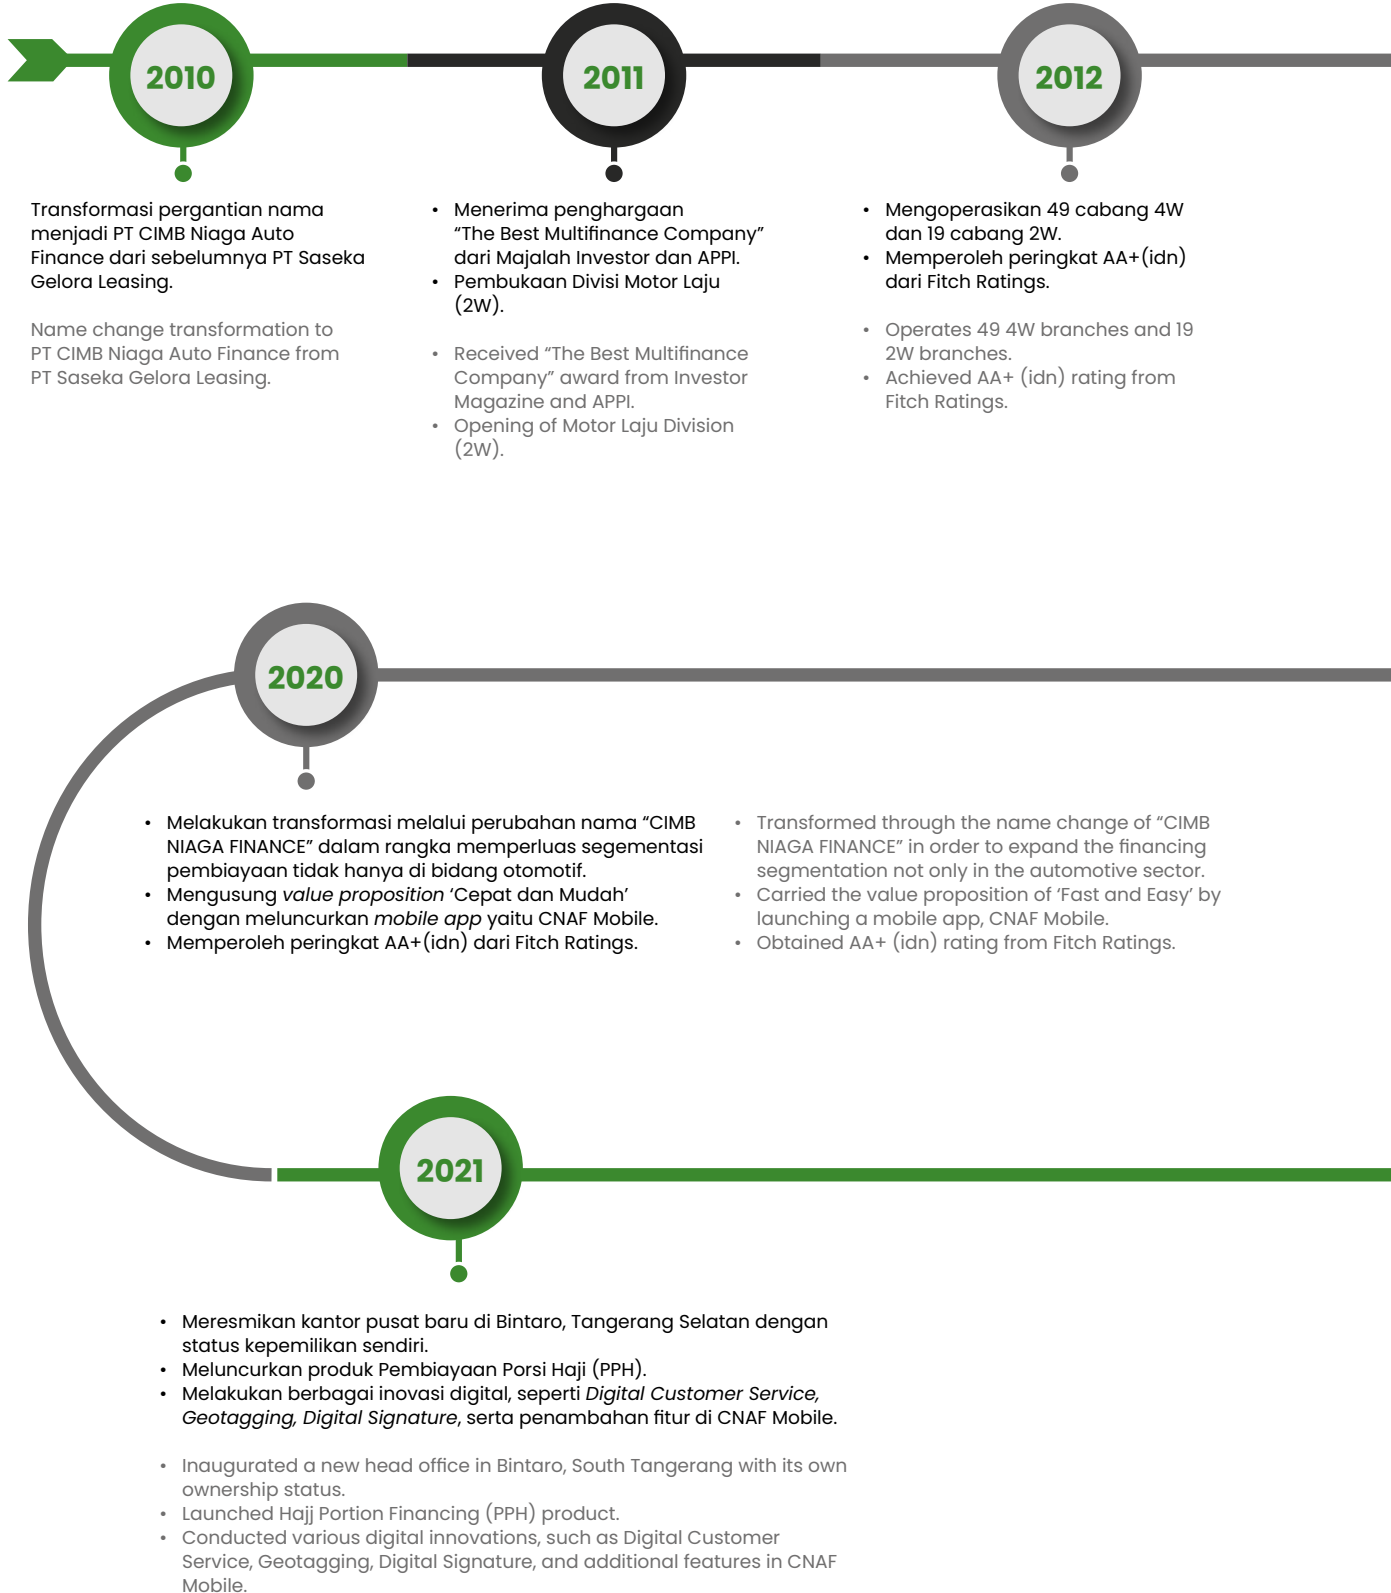 2010
Transformasi pergantian nama
menjadi PT CIMB Niaga Auto
Finance dari sebelumnya PT Saseka
Gelora Leasing.
Name change transformation to
PT CIMB Niaga Auto Finance from
PT Saseka Gelora Leasing.
2011
• Menerima penghargaan
“The Best Multifinance Company”
dari Majalah Investor dan APPI.
• Pembukaan Divisi Motor Laju
(2W).
• Received “The Best Multifinance
Company” award from Investor
Magazine and APPI.
• Opening of Motor Laju Division
(2W).
2012
• Mengoperasikan 49 cabang 4W
dan 19 cabang 2W.
• Memperoleh peringkat AA+(idn)
dari Fitch Ratings.
• Operates 49 4W branches and 19
2W branches.
• Achieved AA+ (idn) rating from
Fitch Ratings.
2020
• Melakukan transformasi melalui perubahan nama “CIMB
NIAGA FINANCE” dalam rangka memperluas segementasi
pembiayaan tidak hanya di bidang otomotif.
• Mengusung value proposition ‘Cepat dan Mudah’
dengan meluncurkan mobile app yaitu CNAF Mobile.
• Memperoleh peringkat AA+(idn) dari Fitch Ratings.
• Transformed through the name change of “CIMB
NIAGA FINANCE” in order to expand the financing
segmentation not only in the automotive sector.
• Carried the value proposition of ‘Fast and Easy’ by
launching a mobile app, CNAF Mobile.
• Obtained AA+ (idn) rating from Fitch Ratings.
2021
• Meresmikan kantor pusat baru di Bintaro, Tangerang Selatan dengan
status kepemilikan sendiri.
• Meluncurkan produk Pembiayaan Porsi Haji (PPH).
• Melakukan berbagai inovasi digital, seperti Digital Customer Service,
Geotagging, Digital Signature, serta penambahan fitur di CNAF Mobile.
• Inaugurated a new head office in Bintaro, South Tangerang with its own
ownership status.
• Launched Hajj Portion Financing (PPH) product.
• Conducted various digital innovations, such as Digital Customer
Service, Geotagging, Digital Signature, and additional features in CNAF
Mobile.